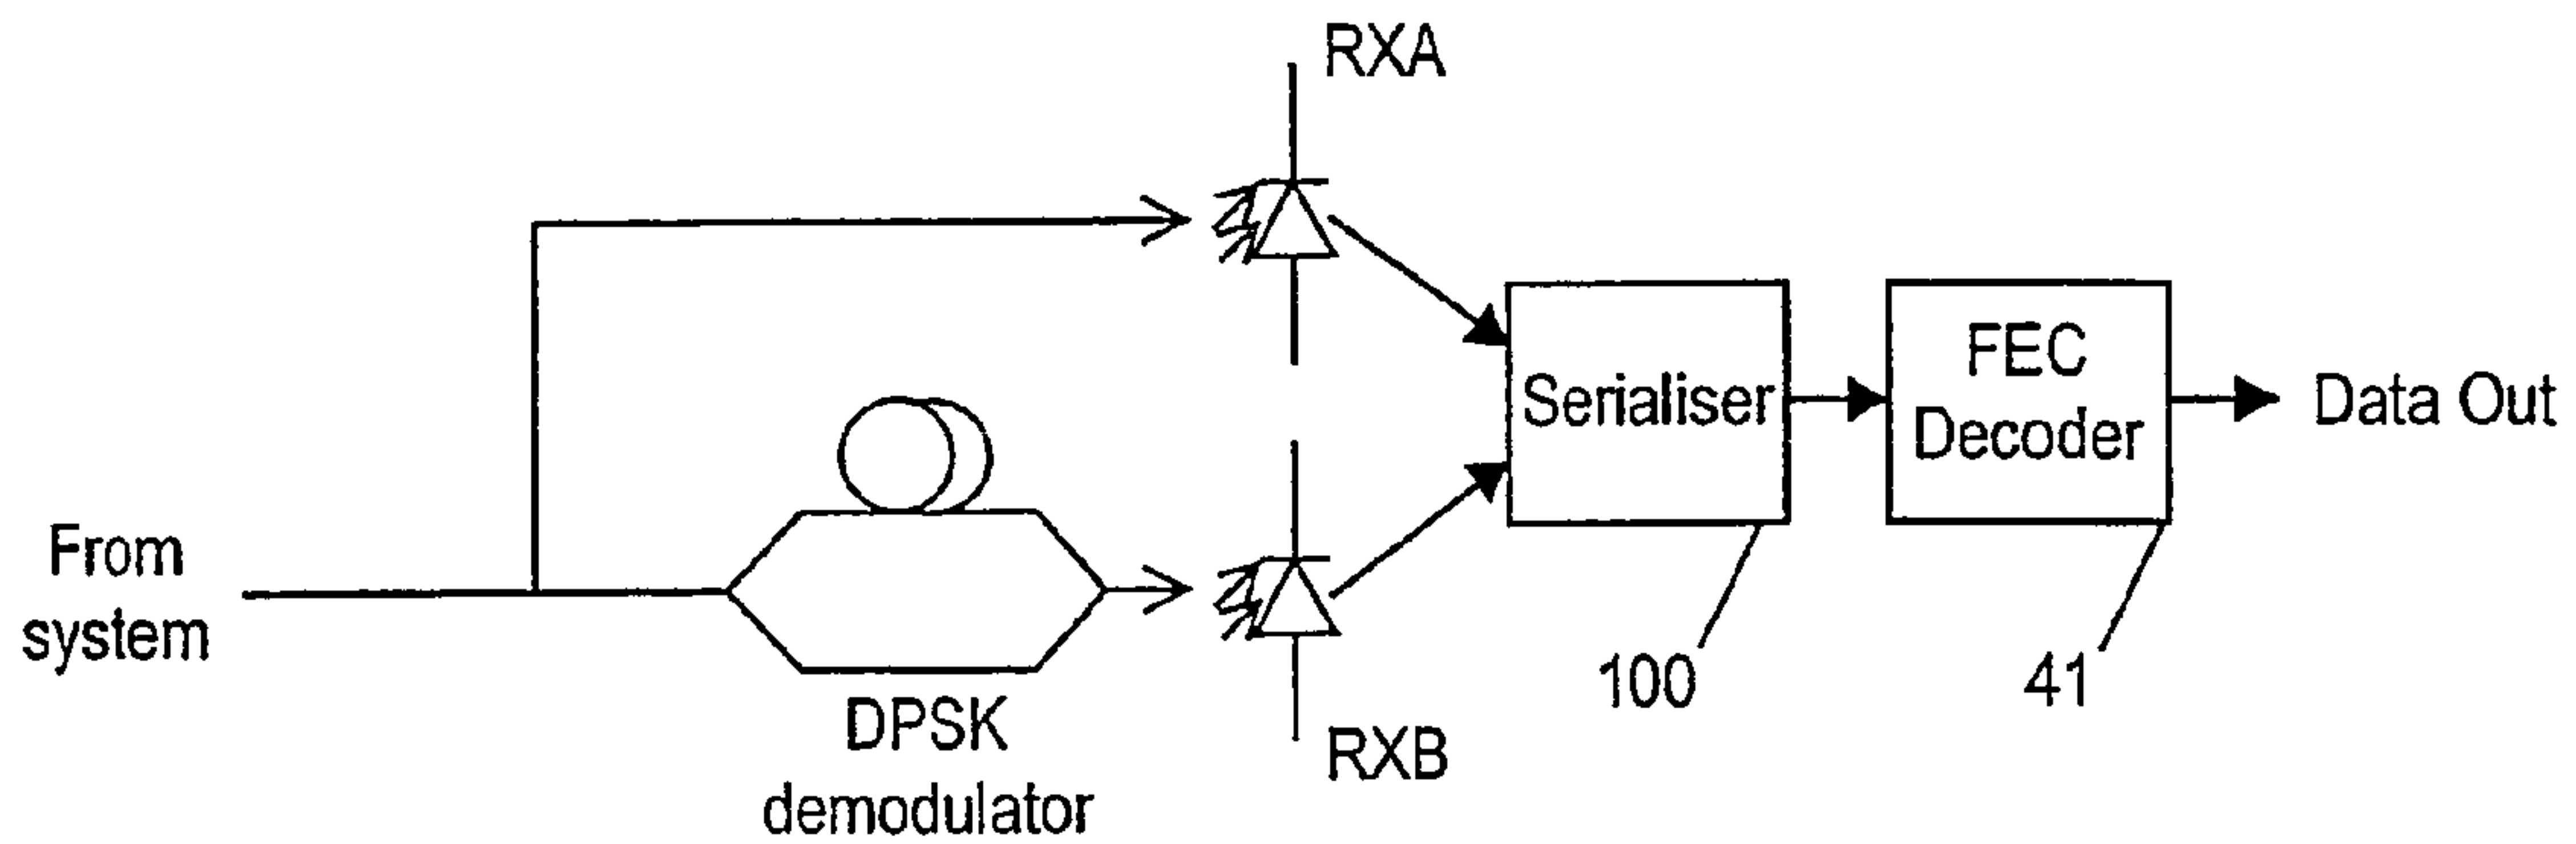 RXA
From
system
DPSK
demodulator
RXB
Serialiser
100
FEC
Decoder
41
Data Out